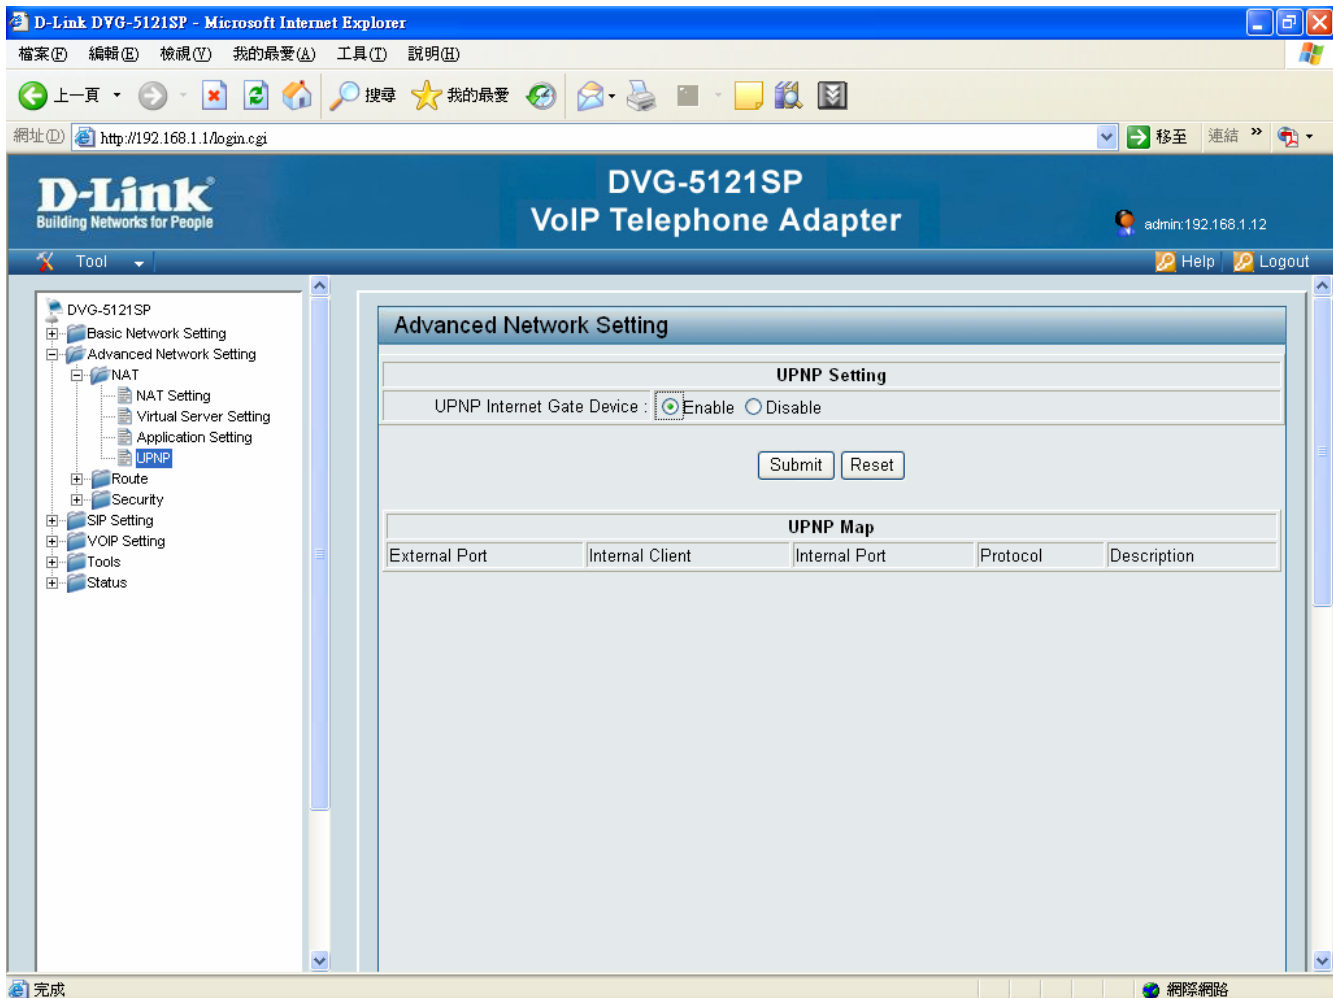 D-Link DVG-5121SP - Microsoft Internet Explorer
檔案(F) 編輯(E) 檢視(V) 我的最愛(A) 工具(T) 說明(H)
上一頁 搜尋 我的最愛
網址(D) http://192.168.1.1/login.cgi 移至 連結 »
D-Link®
Building Networks for People
DVG-5121SP
VoIP Telephone Adapter
admin:192.168.1.12
Tool Help Logout
DVG-5121SP
Basic Network Setting
Advanced Network Setting
NAT
NAT Setting
Virtual Server Setting
Application Setting
UPNP
Route
Security
SIP Setting
VOIP Setting
Tools
Status
Advanced Network Setting
UPNP Setting
UPNP Internet Gate Device : Enable Disable
Submit Reset
UPNP Map
External Port Internal Client Internal Port Protocol Description
完成 網際網路